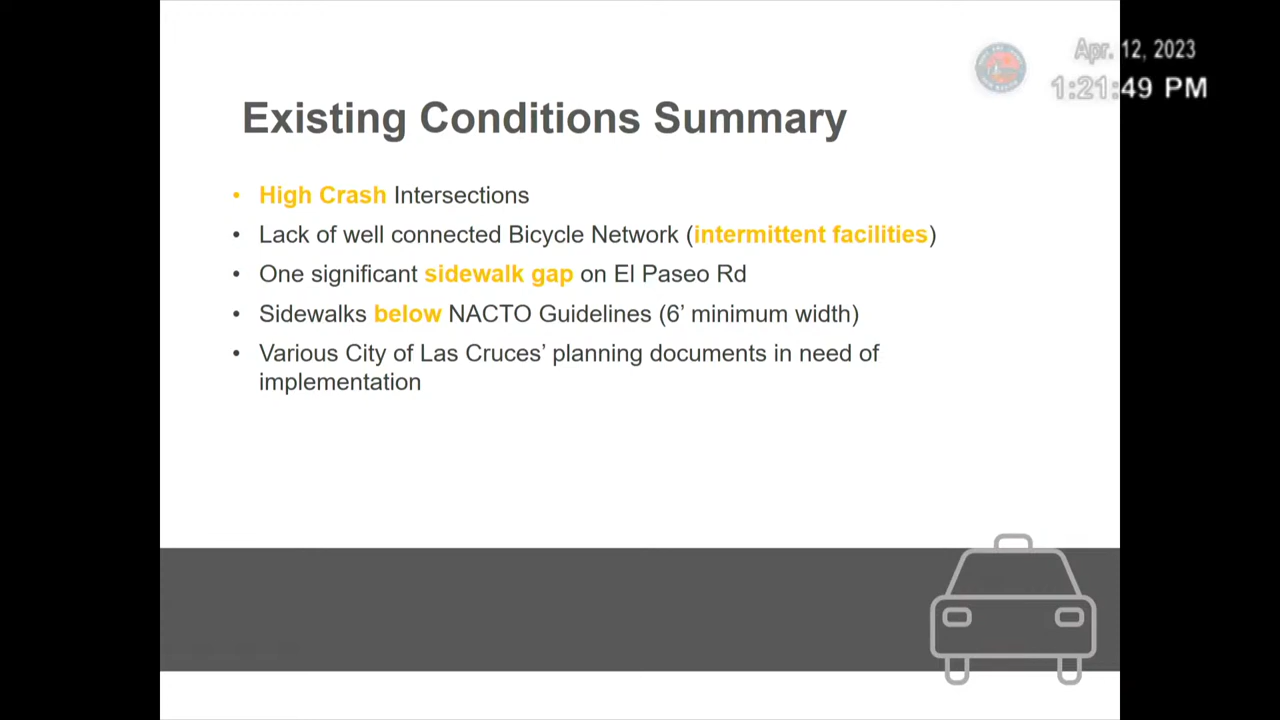 Apr. 12, 2023
1:21:49 PM
Existing Conditions Summary
• High Crash Intersections
• Lack of well connected Bicycle Network (intermittent facilities)
• One significant sidewalk gap on El Paseo Rd
• Sidewalks below NACTO Guidelines (6’ minimum width)
• Various City of Las Cruces’ planning documents in need of
implementation